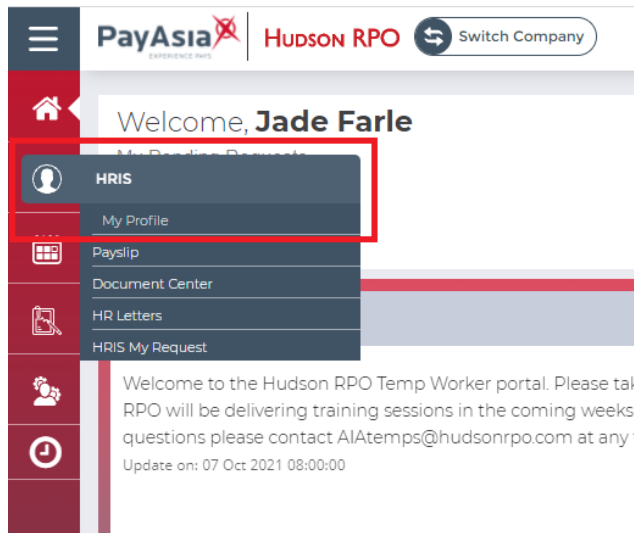 PayAsia
EXPERIENCE PAYS
HUDSON RPO
Switch Company
Welcome, Jade Farle
My Pending Requests
HRIS
My Profile
Payslip
Document Center
HR Letters
HRIS My Request
Welcome to the Hudson RPO Temp Worker portal. Please
RPO will be delivering training sessions in the coming weeks
questions please contact AIAtemps@hudsonrpo.com at any
Update on: 07 Oct 2021 08:00:00